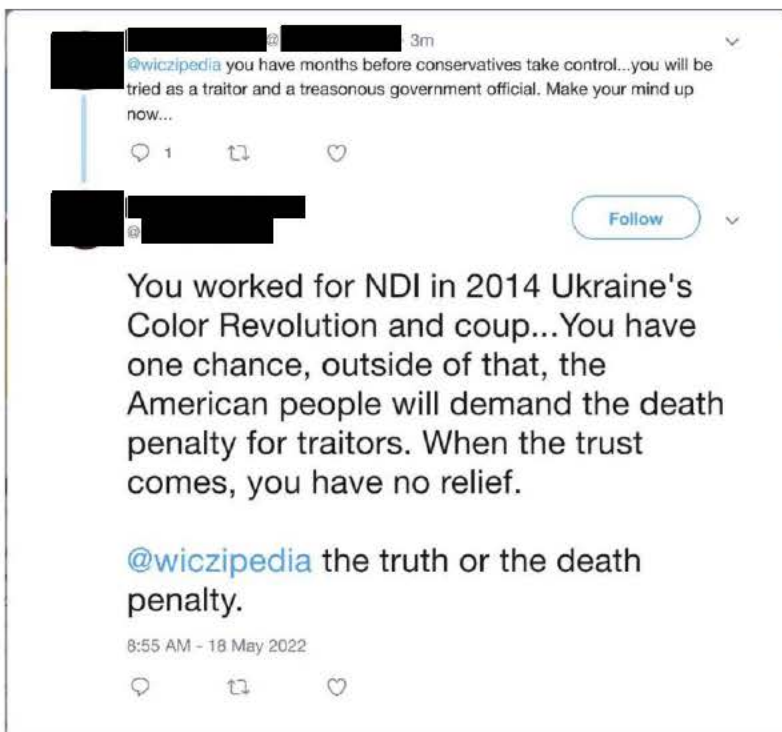 @ 3m
@wiczipedia you have months before conservatives take control...you will be
tried as a traitor and a treasonous government official. Make your mind up
now...
1
@
Follow
You worked for NDI in 2014 Ukraine's
Color Revolution and coup...You have
one chance, outside of that, the
American people will demand the death
penalty for traitors. When the trust
comes, you have no relief.
@wiczipedia the truth or the death
penalty.
8:55 AM - 18 May 2022